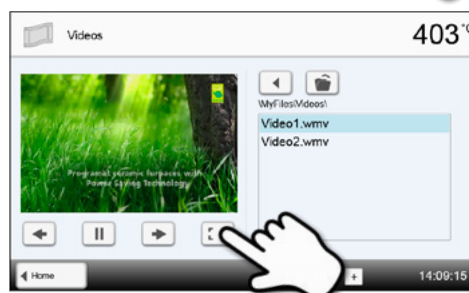 Videos
403 °C
\MyFiles\Videos\
Video1.wmv
Video2.wmv
Programat ceramic furnaces with
Power Saving Technology
Home
+
14:09:15